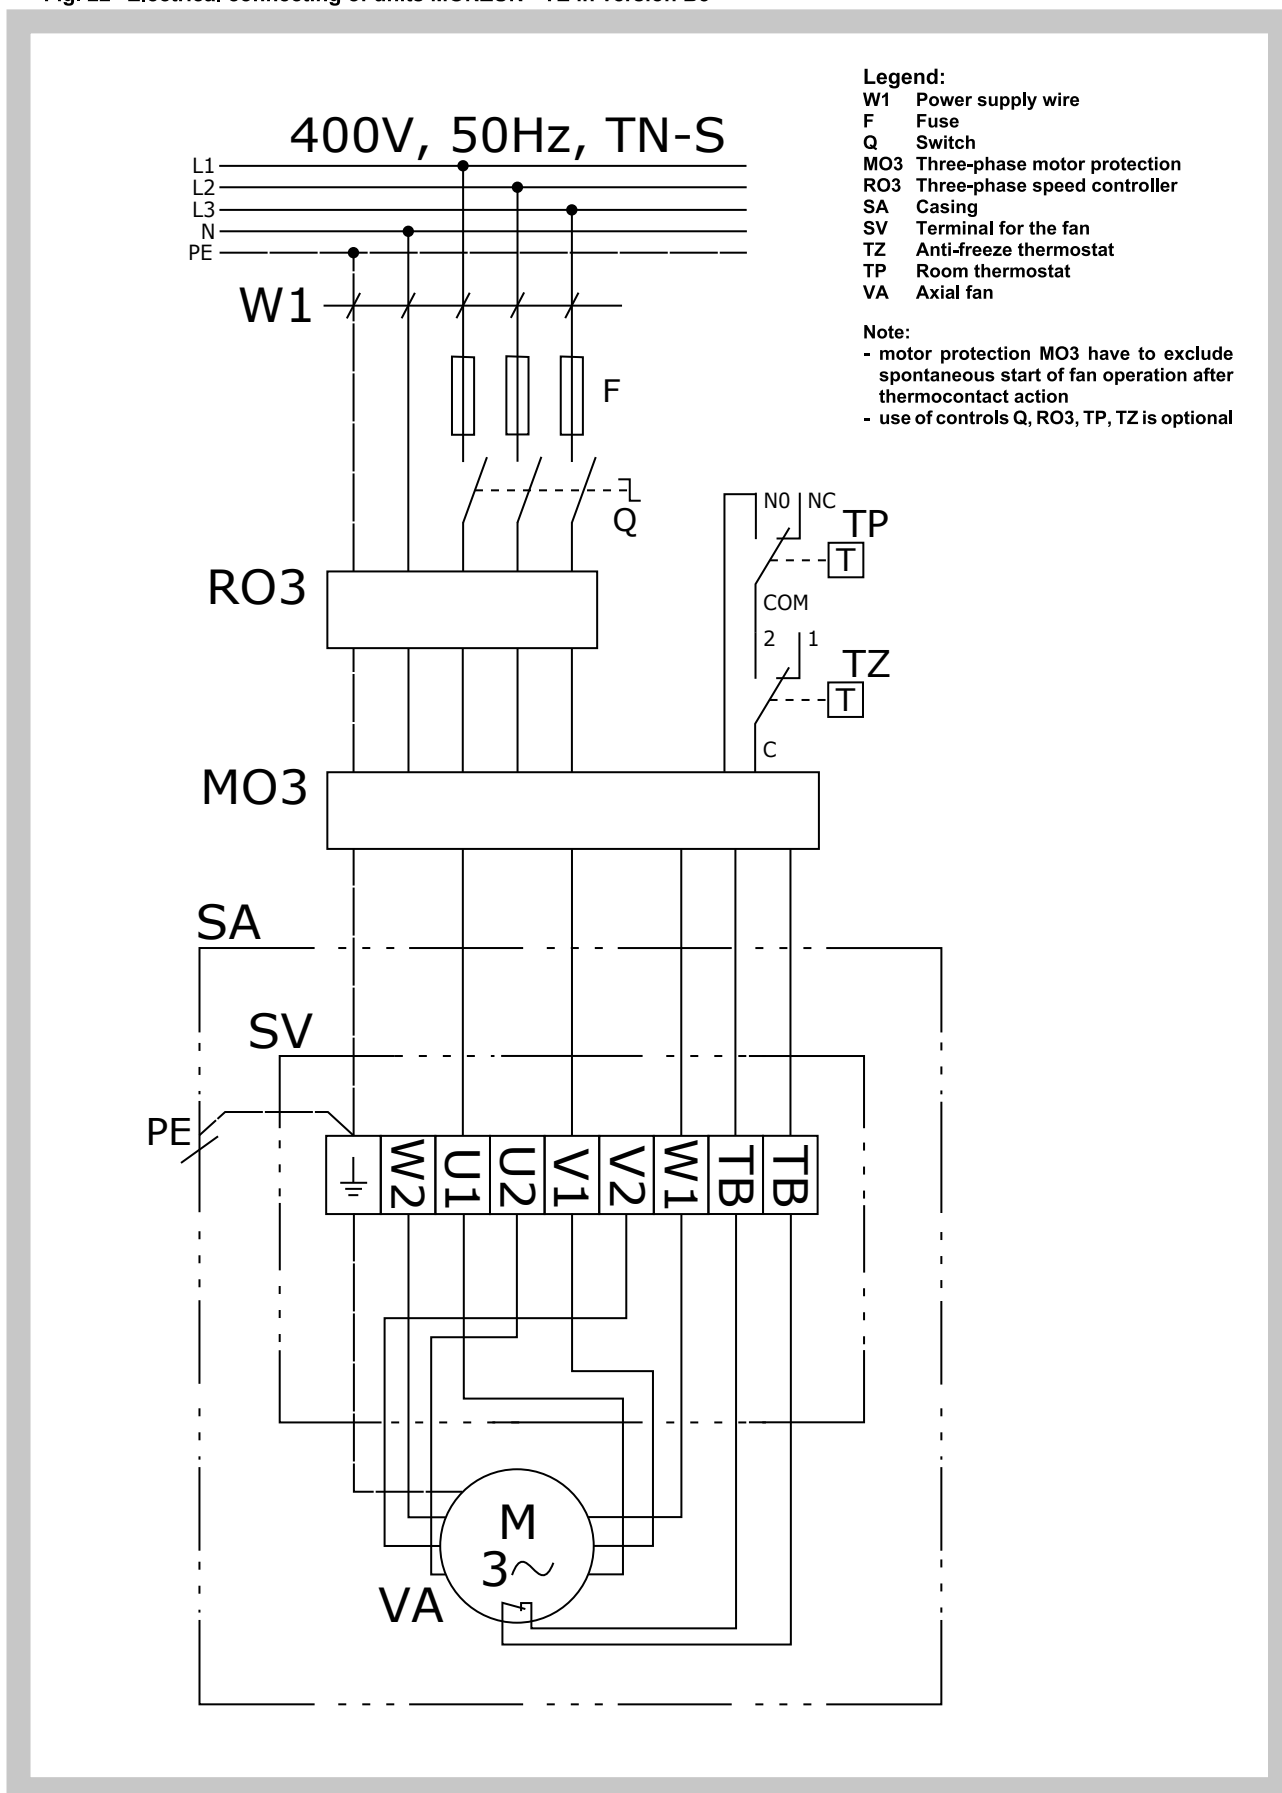 Legend:
W1 Power supply wire
F Fuse
Q Switch
MO3 Three-phase motor protection
RO3 Three-phase speed controller
SA Casing
SV Terminal for the fan
TZ Anti-freeze thermostat
TP Room thermostat
VA Axial fan
Note:
- motor protection MO3 have to exclude
spontaneous start of fan operation after
thermocontact action
- use of controls Q, RO3, TP, TZ is optional
400V, 50Hz, TN-S
L1
L2
L3
N
PE
W1
F
Q
N0 NC
TP
T
COM
RO3
2 1
TZ
T
C
MO3
SA
SV
PE
W2 U1 U2 V1 V2 W1 TB TB
M
3
VA